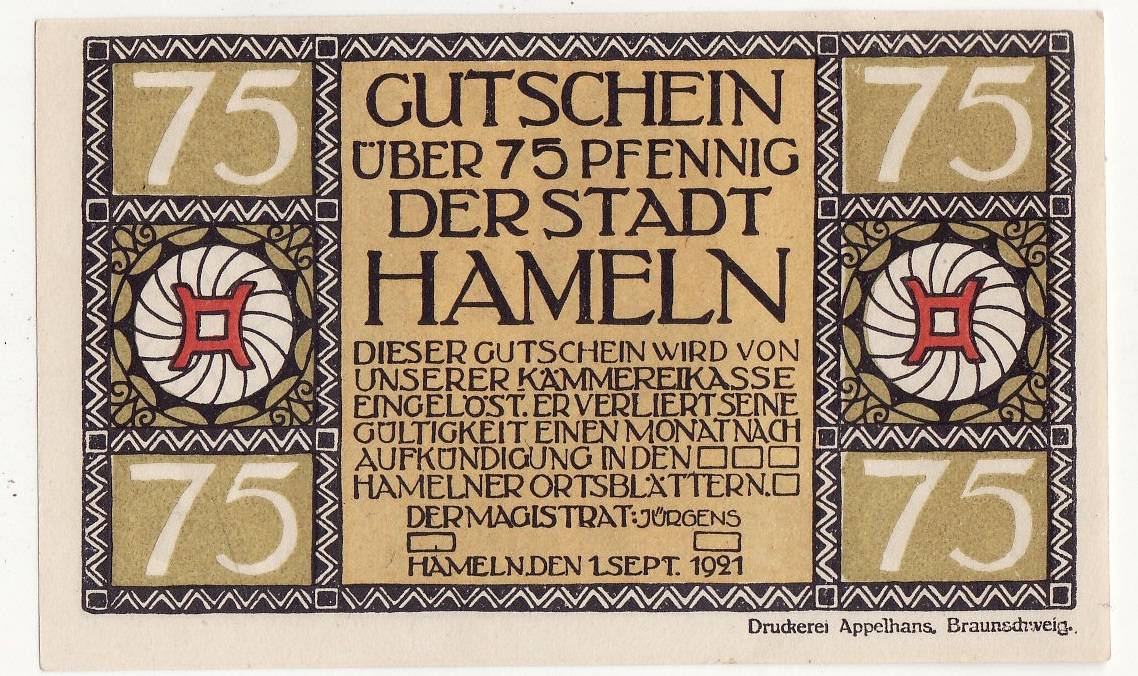 75
75
GUTSCHEIN
ÜBER 75 PFENNIG
DER STADT
HAMELN
DIESER GUTSCHEIN WIRD VON
UNSERER KÄMMEREIKASSE
EINGELÖST. ER VERLIERT SEINE
GÜLTIGKEIT EINEN MONAT NACH
AUFKÜNDIGUNG IN DEN
HAMELNER ORTSBLÄTTERN.
DER MAGISTRAT: JÜRGENS
HAMELN. DEN 1. SEPT. 1921
75
75
Druckerei Appelhans, Braunschweig.